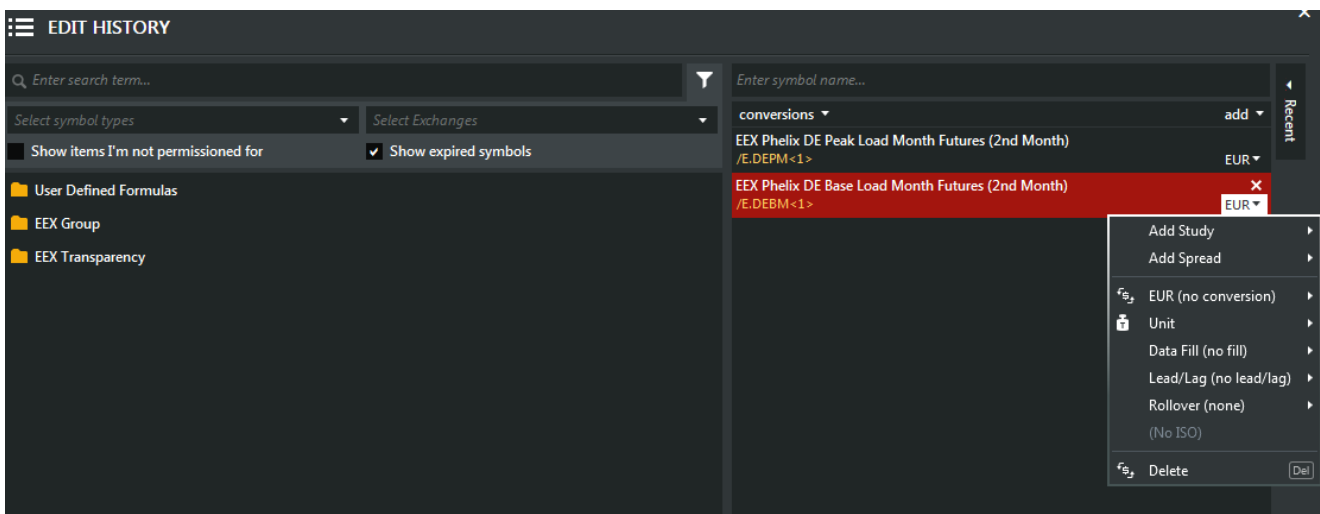 EDIT HISTORY
Enter search term...
Select symbol types
Select Exchanges
Show items I'm not permissioned for
Show expired symbols
User Defined Formulas
EEX Group
EEX Transparency
Enter symbol name...
conversions
add
EEX Phelix DE Peak Load Month Futures (2nd Month)
/E.DEPM<1>
EUR
EEX Phelix DE Base Load Month Futures (2nd Month)
/E.DEBM<1>
EUR
Add Study
Add Spread
EUR (no conversion)
Unit
Data Fill (no fill)
Lead/Lag (no lead/lag)
Rollover (none)
(No ISO)
Delete
Del
Recent